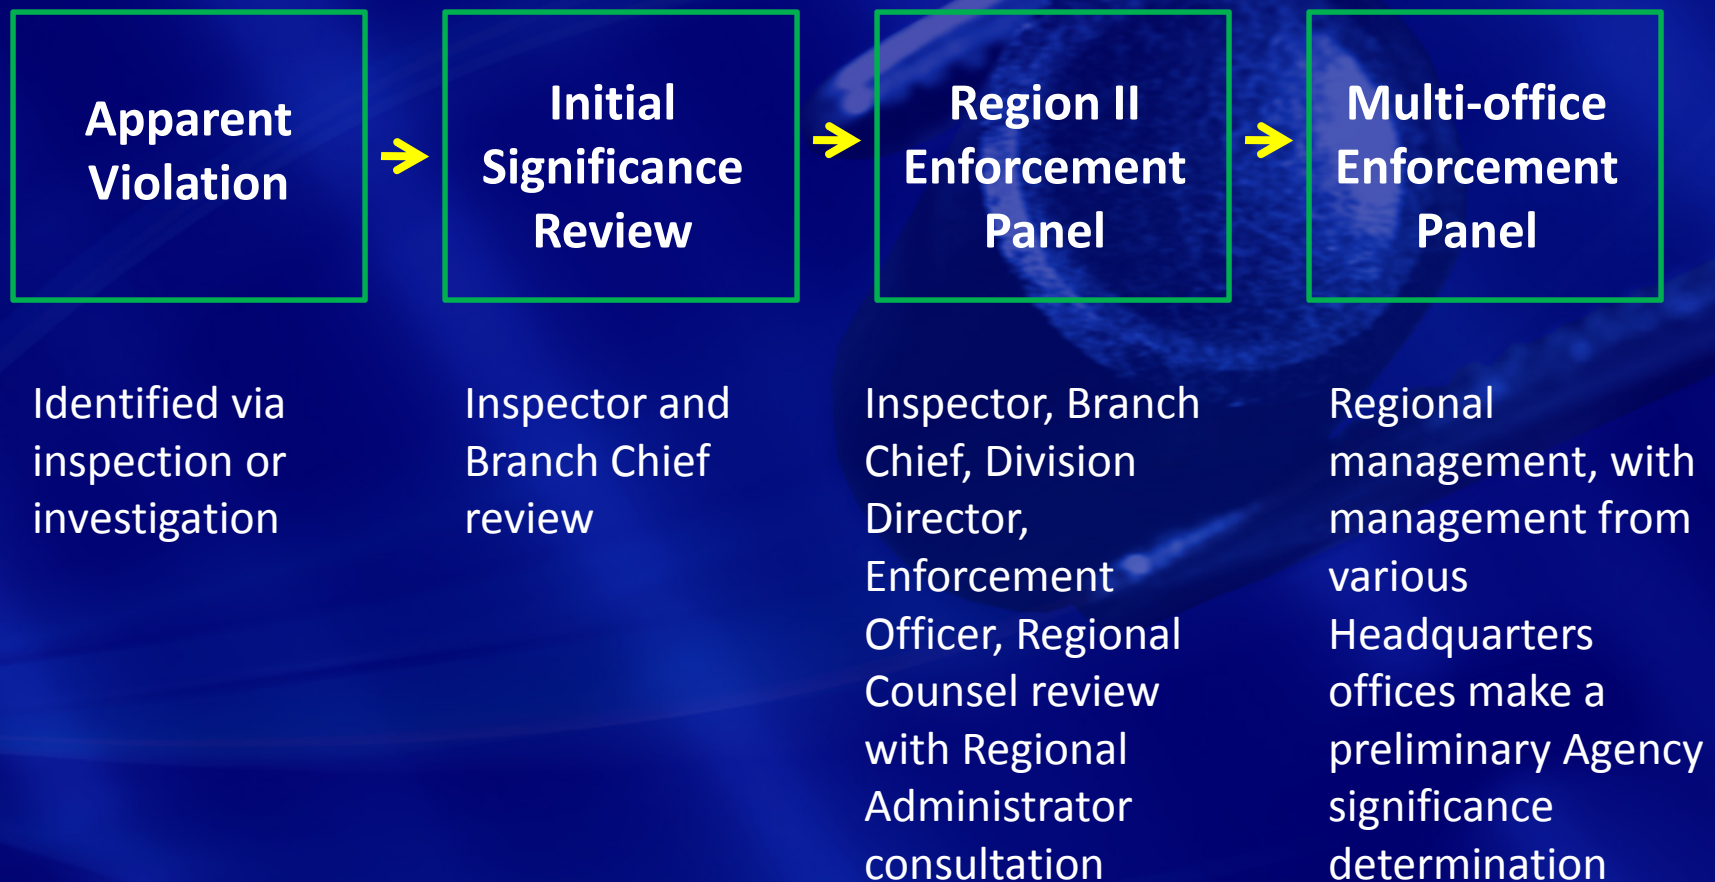 Apparent
Violation
Initial
Significance
Review
Region II
Enforcement
Panel
Multi-office
Enforcement
Panel
Identified via
inspection or
investigation
Inspector and
Branch Chief
review
Inspector, Branch
Chief, Division
Director,
Enforcement
Officer, Regional
Counsel review
with Regional
Administrator
consultation
Regional
management, with
management from
various
Headquarters
offices make a
preliminary Agency
significance
determination